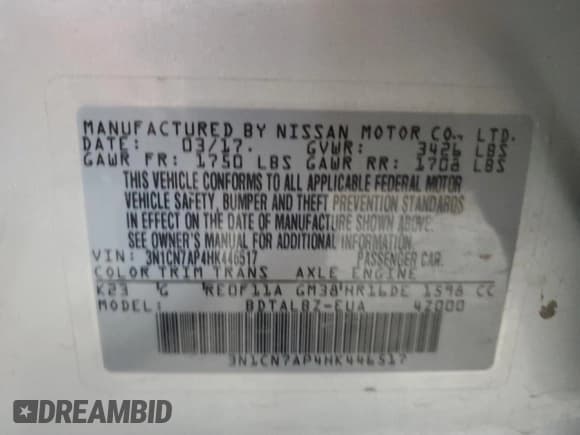 MANUFACTURED BY NISSAN MOTOR CO., LTD.
DATE: 03/17. GVWR: 3426 LBS
GAWR FR: 1750 LBS GAWR RR: 1702 LBS
THIS VEHICLE CONFORMS TO ALL APPLICABLE FEDERAL MOTOR
VEHICLE SAFETY, BUMPER AND THEFT PREVENTION STANDARDS
IN EFFECT ON THE DATE OF MANUFACTURE SHOWN ABOVE.
SEE OWNER'S MANUAL FOR ADDITIONAL INFORMATION.
VIN: 3N1CN7AP4HK446517 PASSENGER CAR.
COLOR TRIM TRANS AXLE ENGINE
K23 G RE0F11A GM38 HR16DE 1598 CC
MODEL: BDTALBZ-EUA 42000
3N1CN7AP4HK446517
DREAMBID